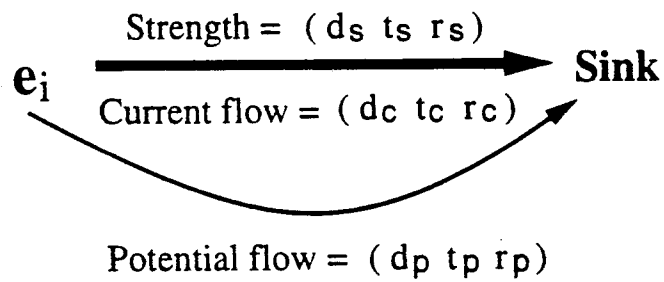 Strength = (ds ts rs)
ei Sink
Current flow = (dc tc rc)
Potential flow = (dp tp rp)